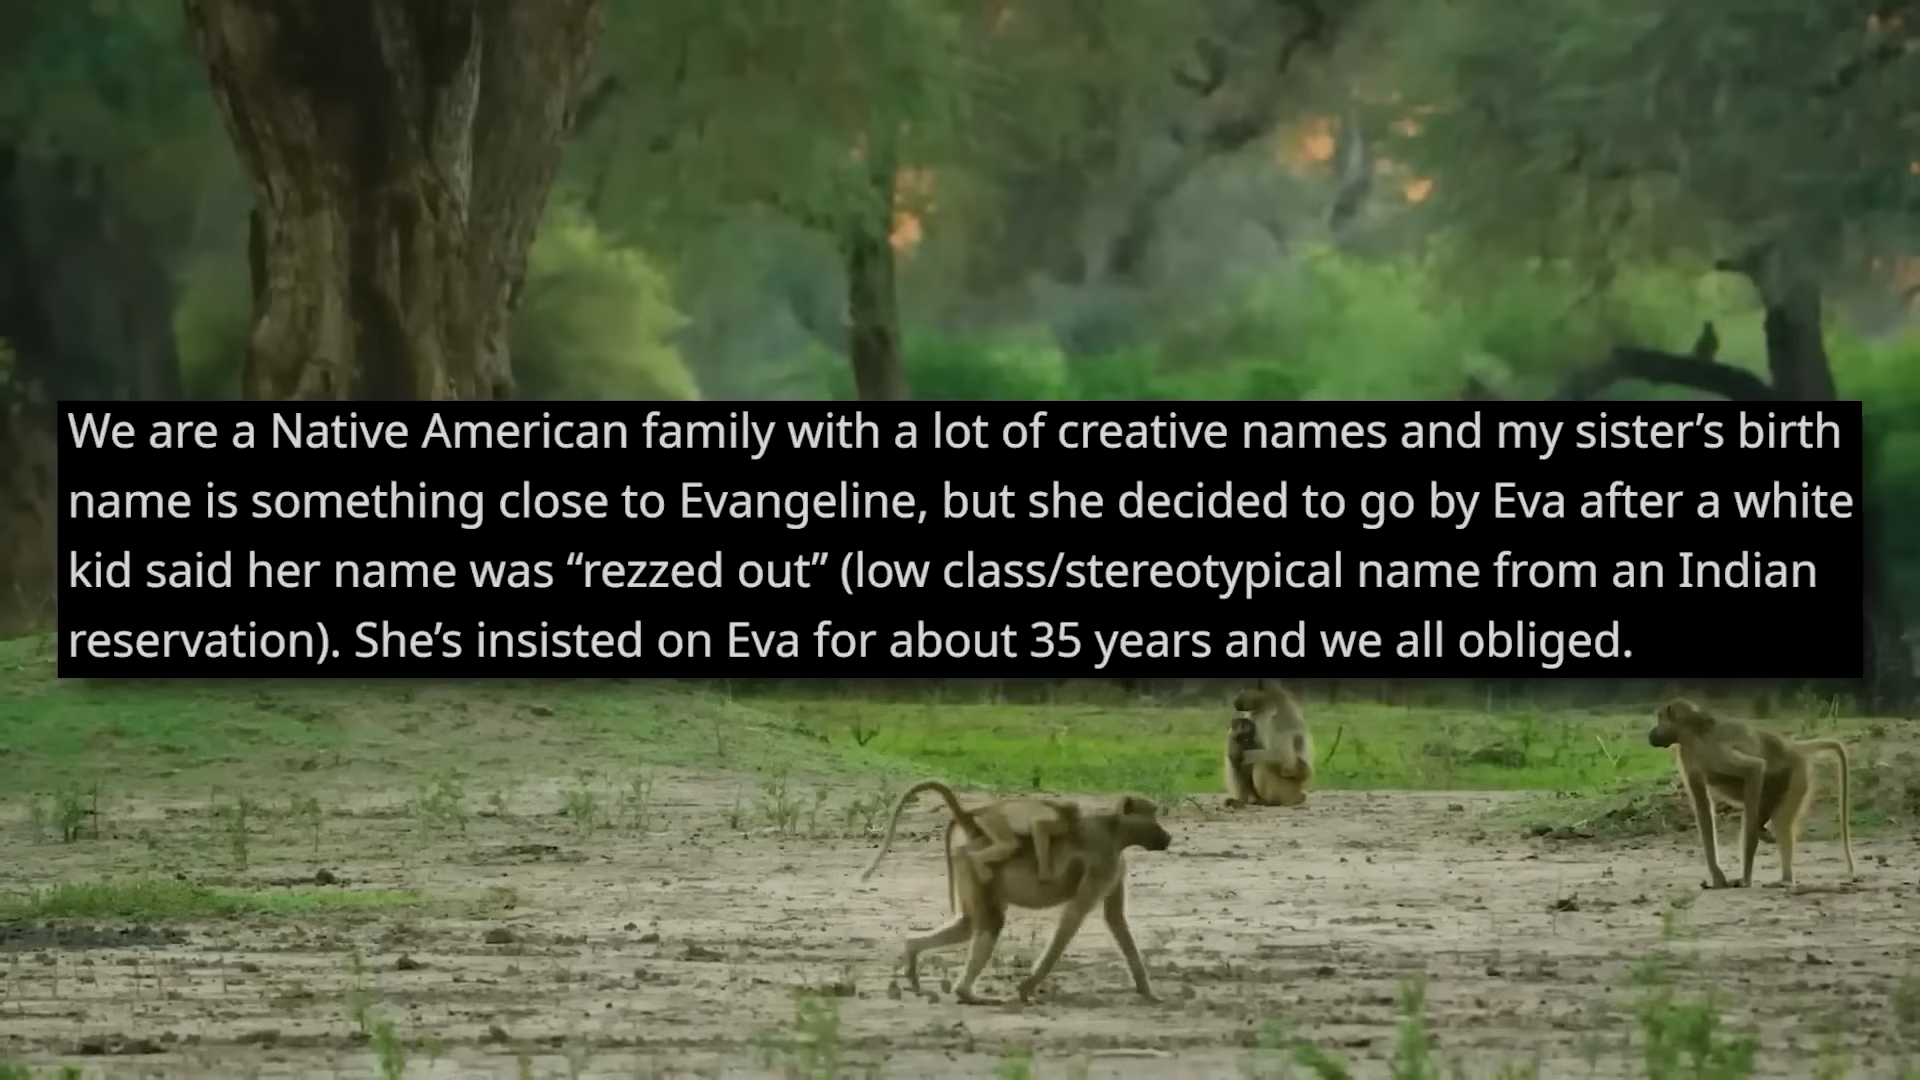 We are a Native American family with a lot of creative names and my sister’s birth
name is something close to Evangeline, but she decided to go by Eva after a white
kid said her name was “rezzed out” (low class/stereotypical name from an Indian
reservation). She’s insisted on Eva for about 35 years and we all obliged.